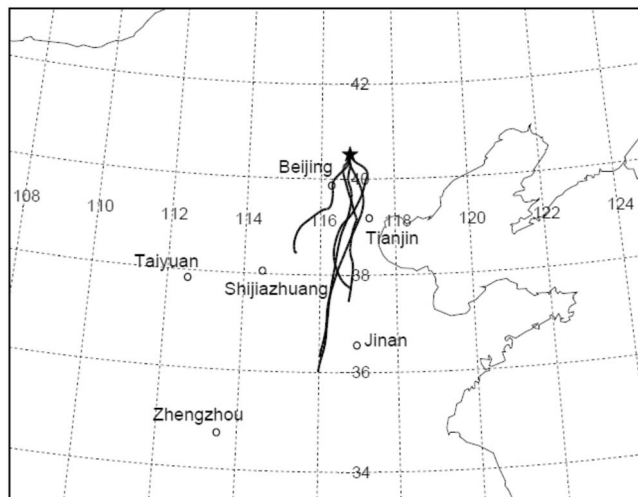 42
Beijing
40
108
110
112
114
116
118
120
122
124
Tianjin
Taiyuan
38
Shijiazhuang
Jinan
36
Zhengzhou
34